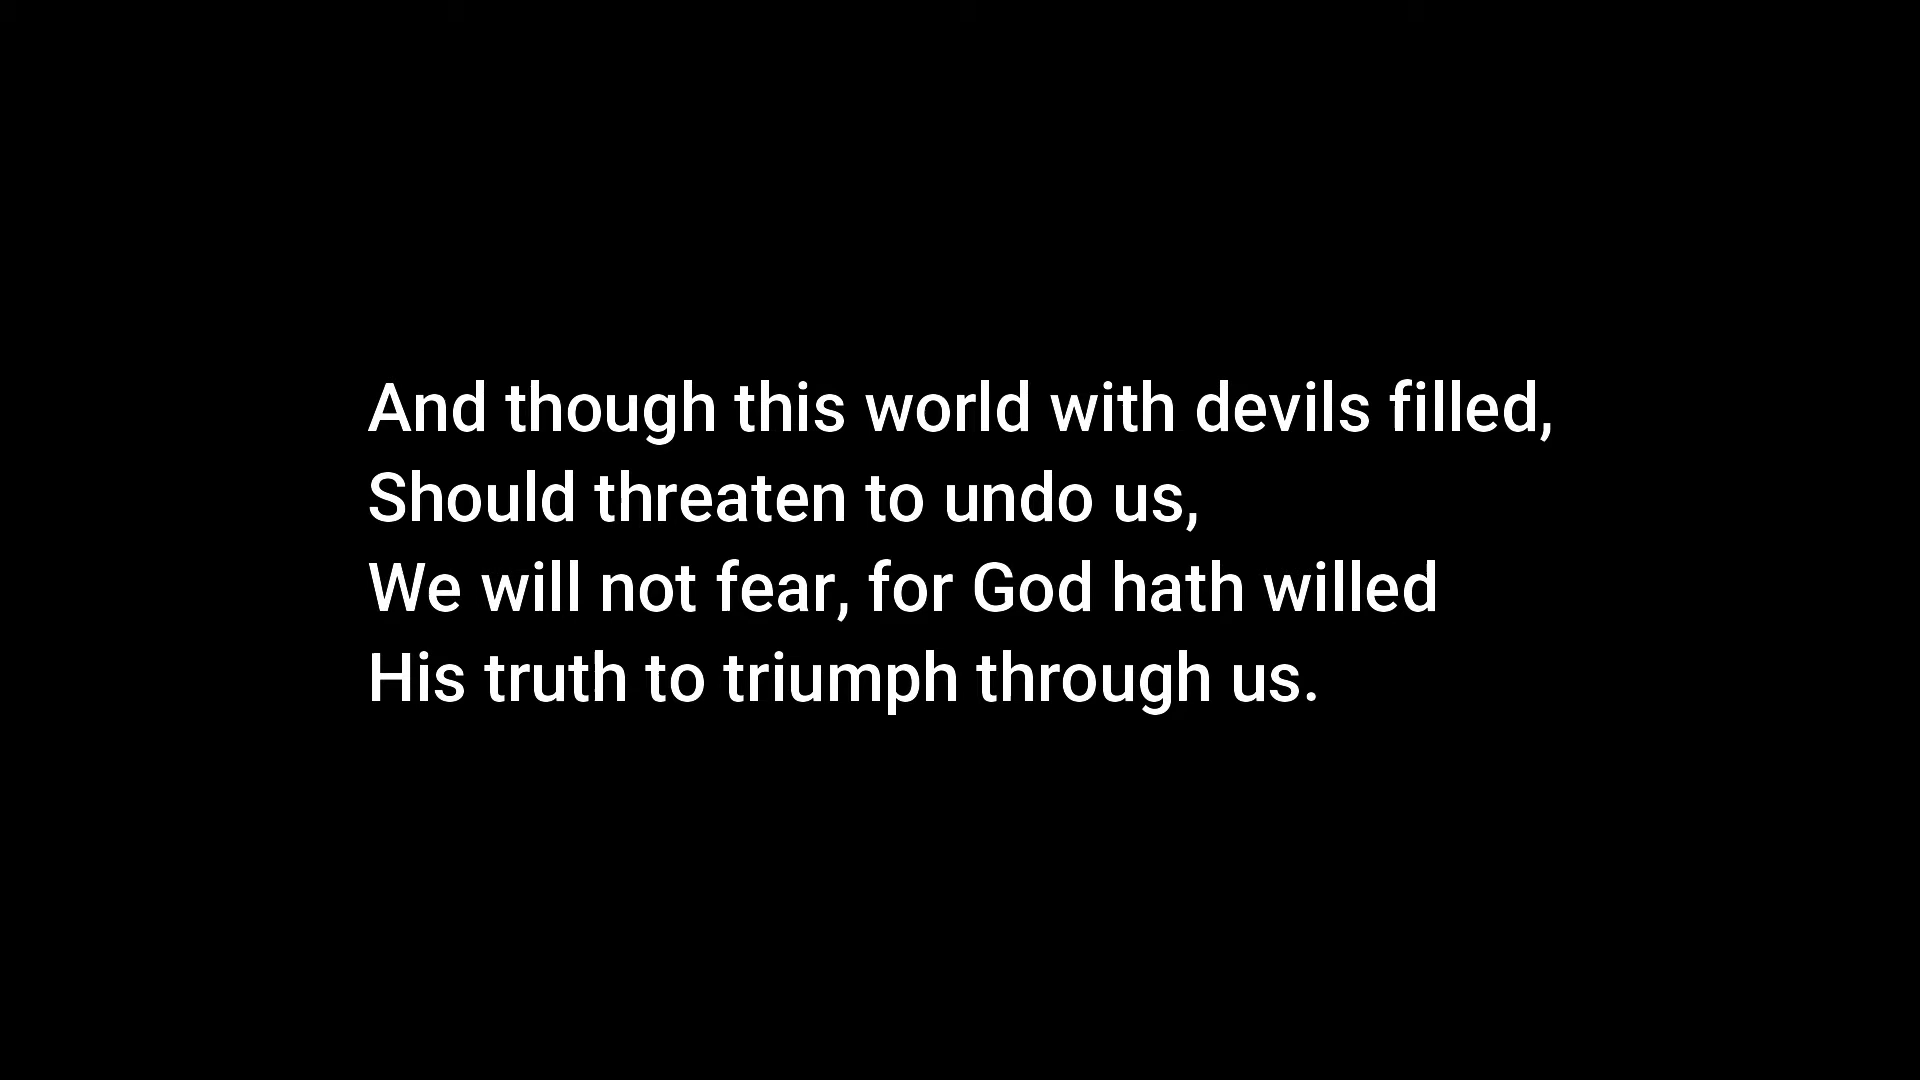 And though this world with devils filled,
Should threaten to undo us,
We will not fear, for God hath willed
His truth to triumph through us.